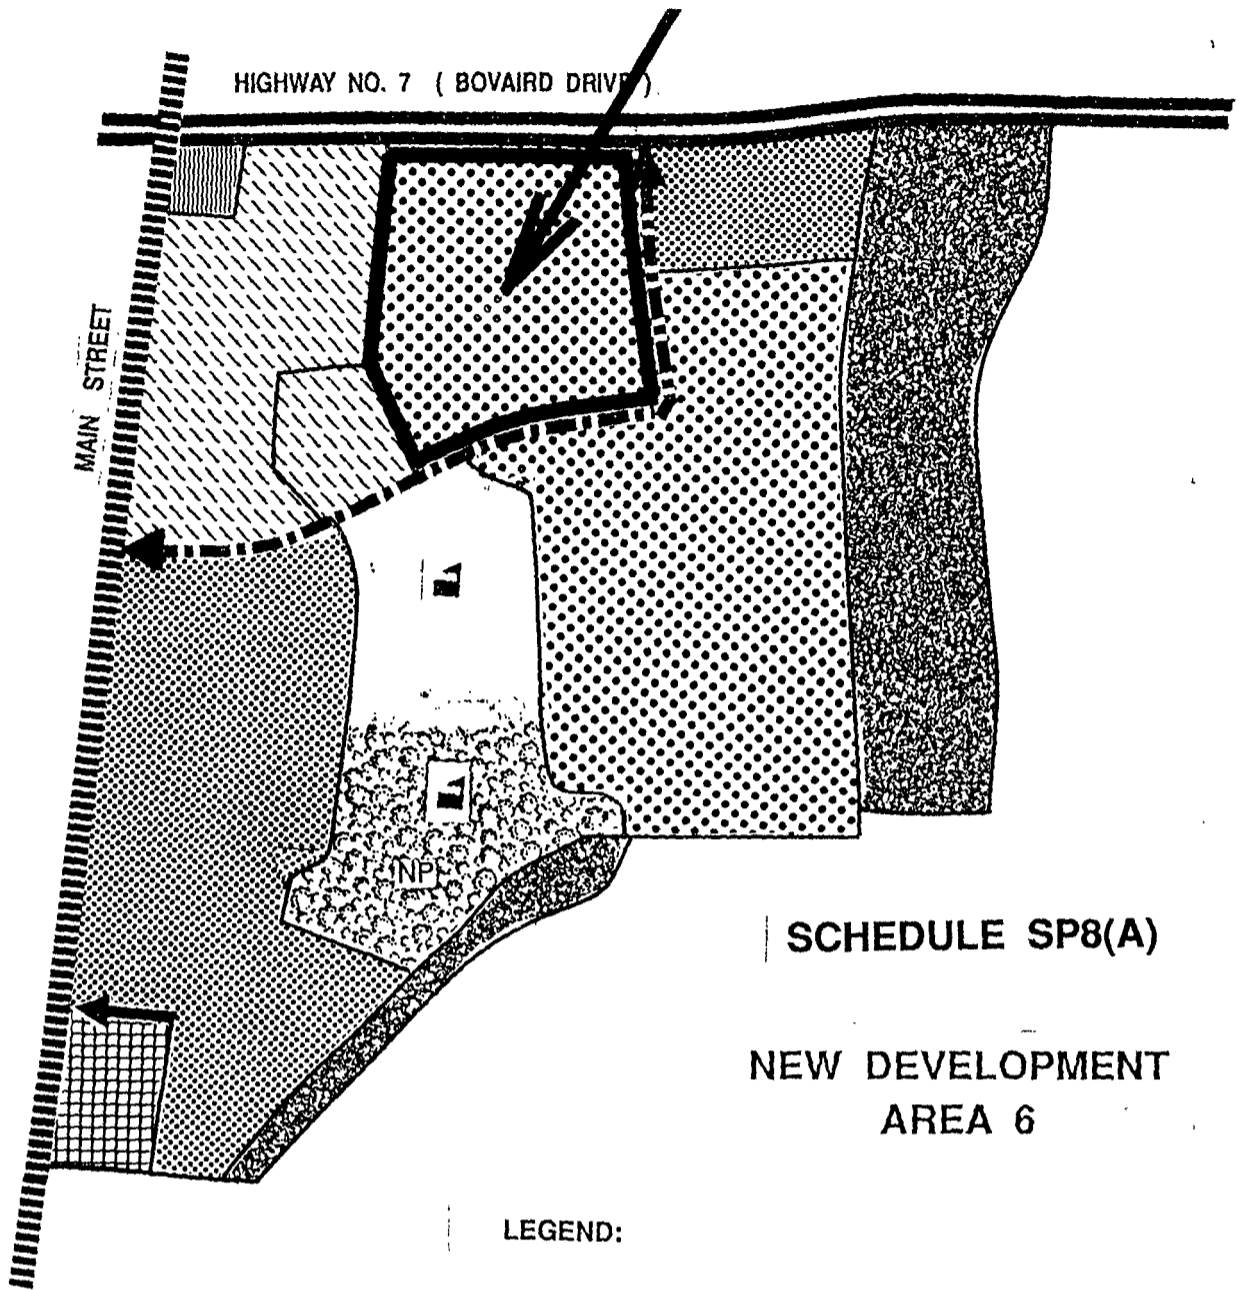 HIGHWAY NO. 7 ( BOVAIRD DRIVE )
MAIN STREET
NP
SCHEDULE SP8(A)
NEW DEVELOPMENT
AREA 6
LEGEND: